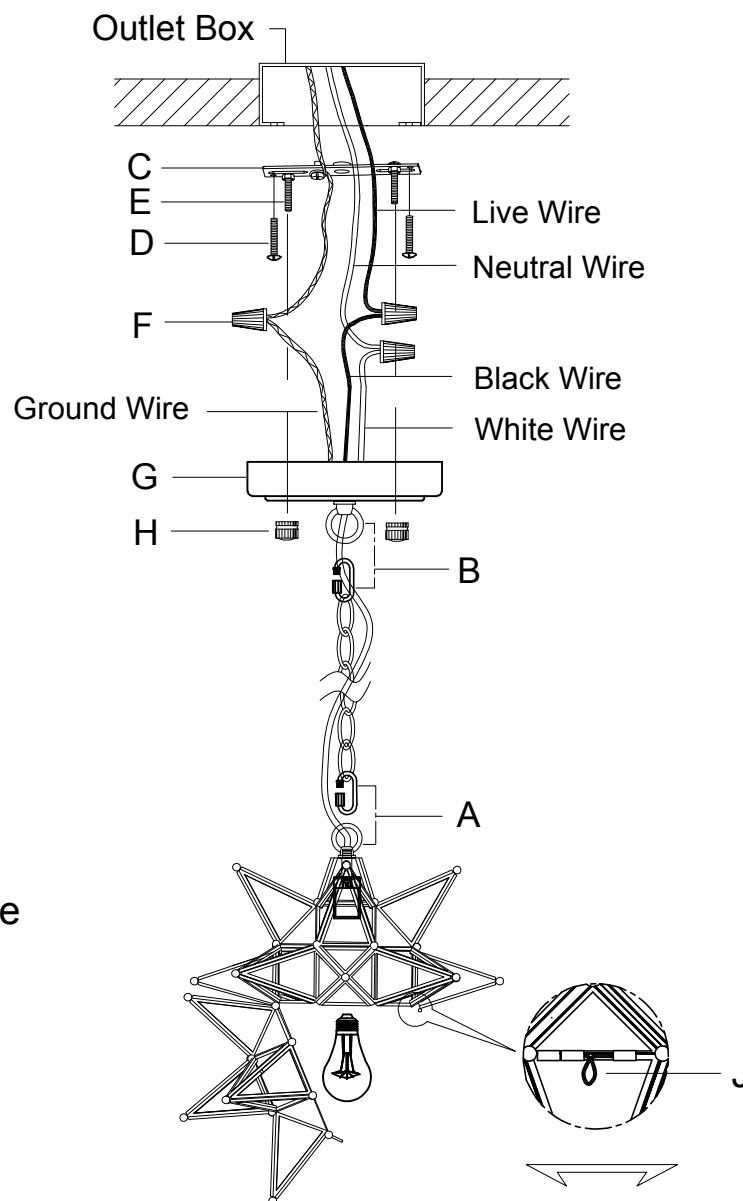 Outlet Box
C
E
D
Live Wire
Neutral Wire
F
Black Wire
Ground Wire
White Wire
G
H
B
A
e
J